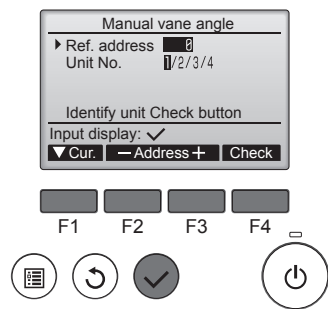 Manual vane angle
Ref. address 0
Unit No. 1/2/3/4
Identify unit Check button
Input display: ✓
▼ Cur. − Address + Check
F1 F2 F3 F4